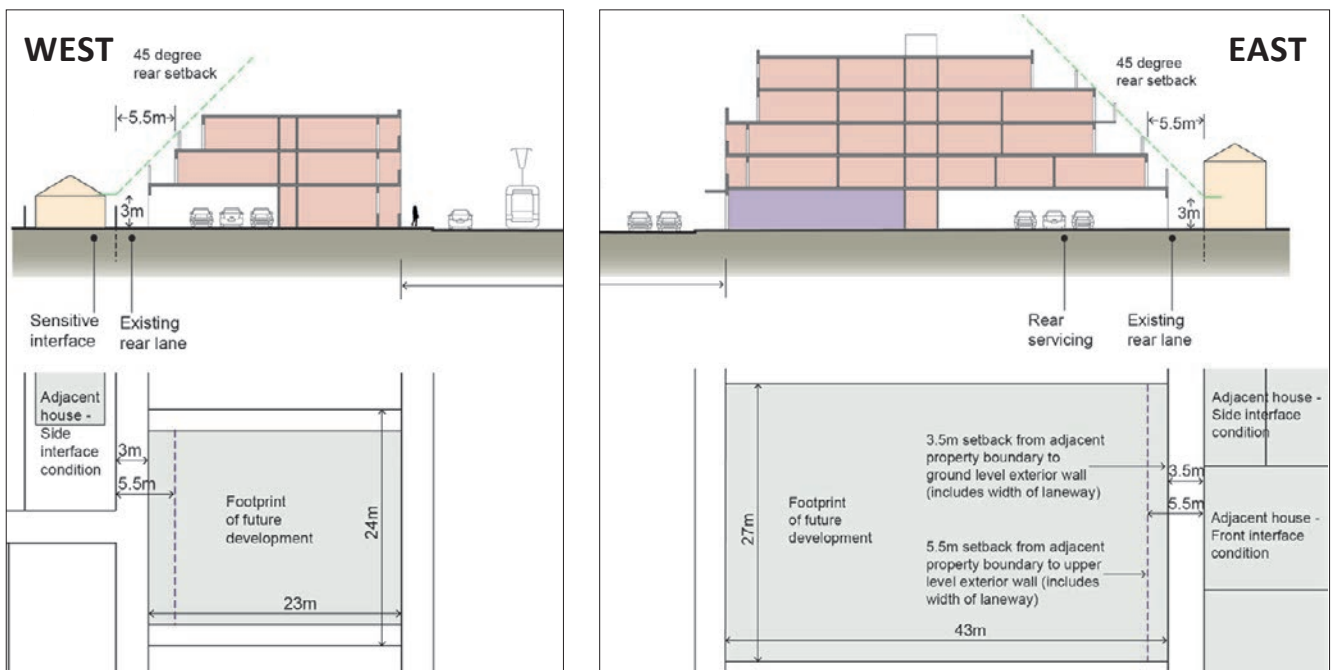 WEST
45 degree
rear setback
5.5m
3m
Sensitive
interface
Existing
rear lane
Adjacent
house -
Side
interface
condition
3m
5.5m
Footprint
of future
development
24m
23m
EAST
45 degree
rear setback
5.5m
3m
Rear
servicing
Existing
rear lane
Adjacent house -
Side interface
condition
3.5m setback from adjacent
property boundary to
ground level exterior wall
(includes width of laneway)
3.5m
5.5m
Footprint
of future
development
27m
Adjacent house -
Front interface
condition
5.5m setback from adjacent
property boundary to upper
level exterior wall (includes
width of laneway)
43m